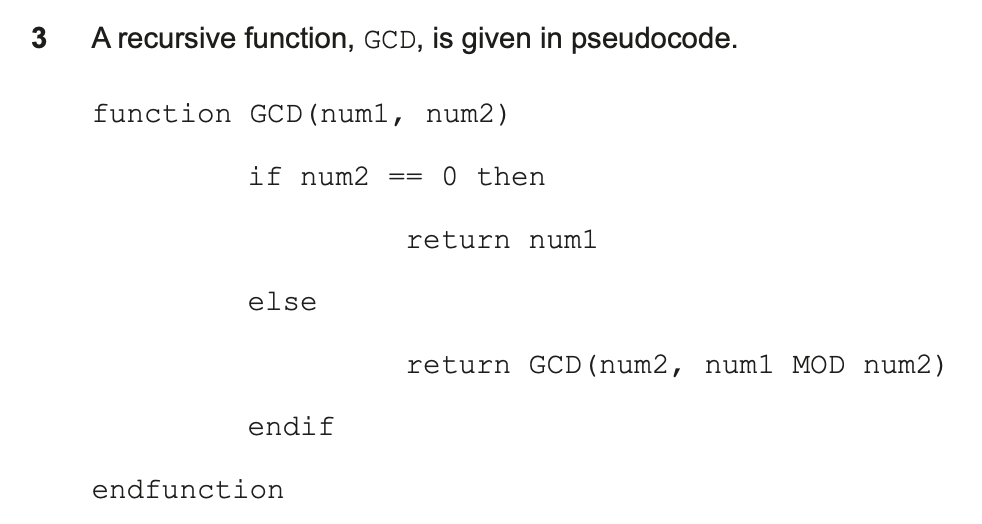 3 A recursive function, GCD, is given in pseudocode.
function GCD(num1, num2)
if num2 == 0 then
return num1
else
return GCD(num2, num1 MOD num2)
endif
endfunction